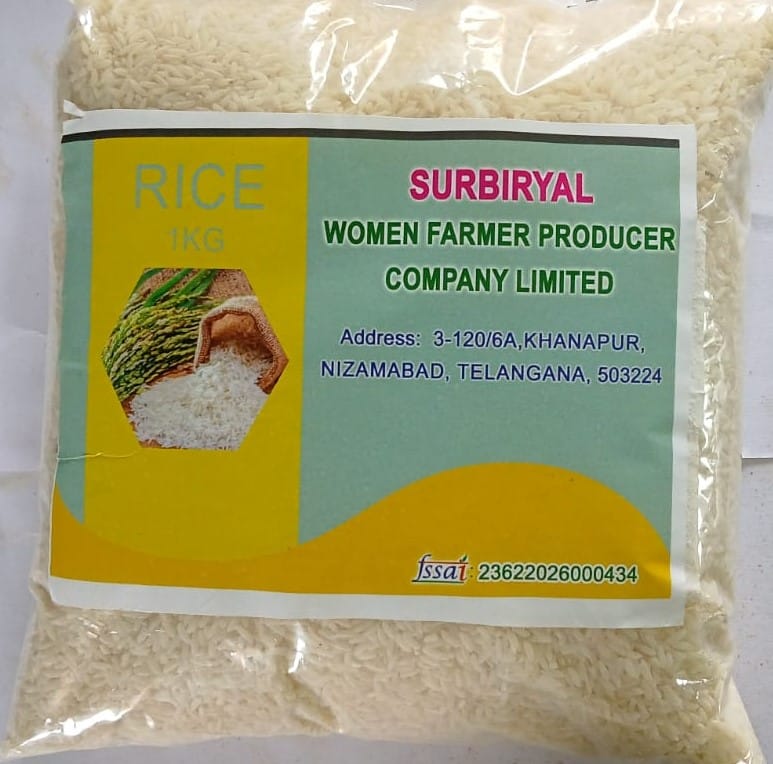 RICE
1KG
SURBIRYAL
WOMEN FARMER PRODUCER
COMPANY LIMITED
Address: 3-120/6A,KHANAPUR,
NIZAMABAD, TELANGANA, 503224
fssai: 23622026000434